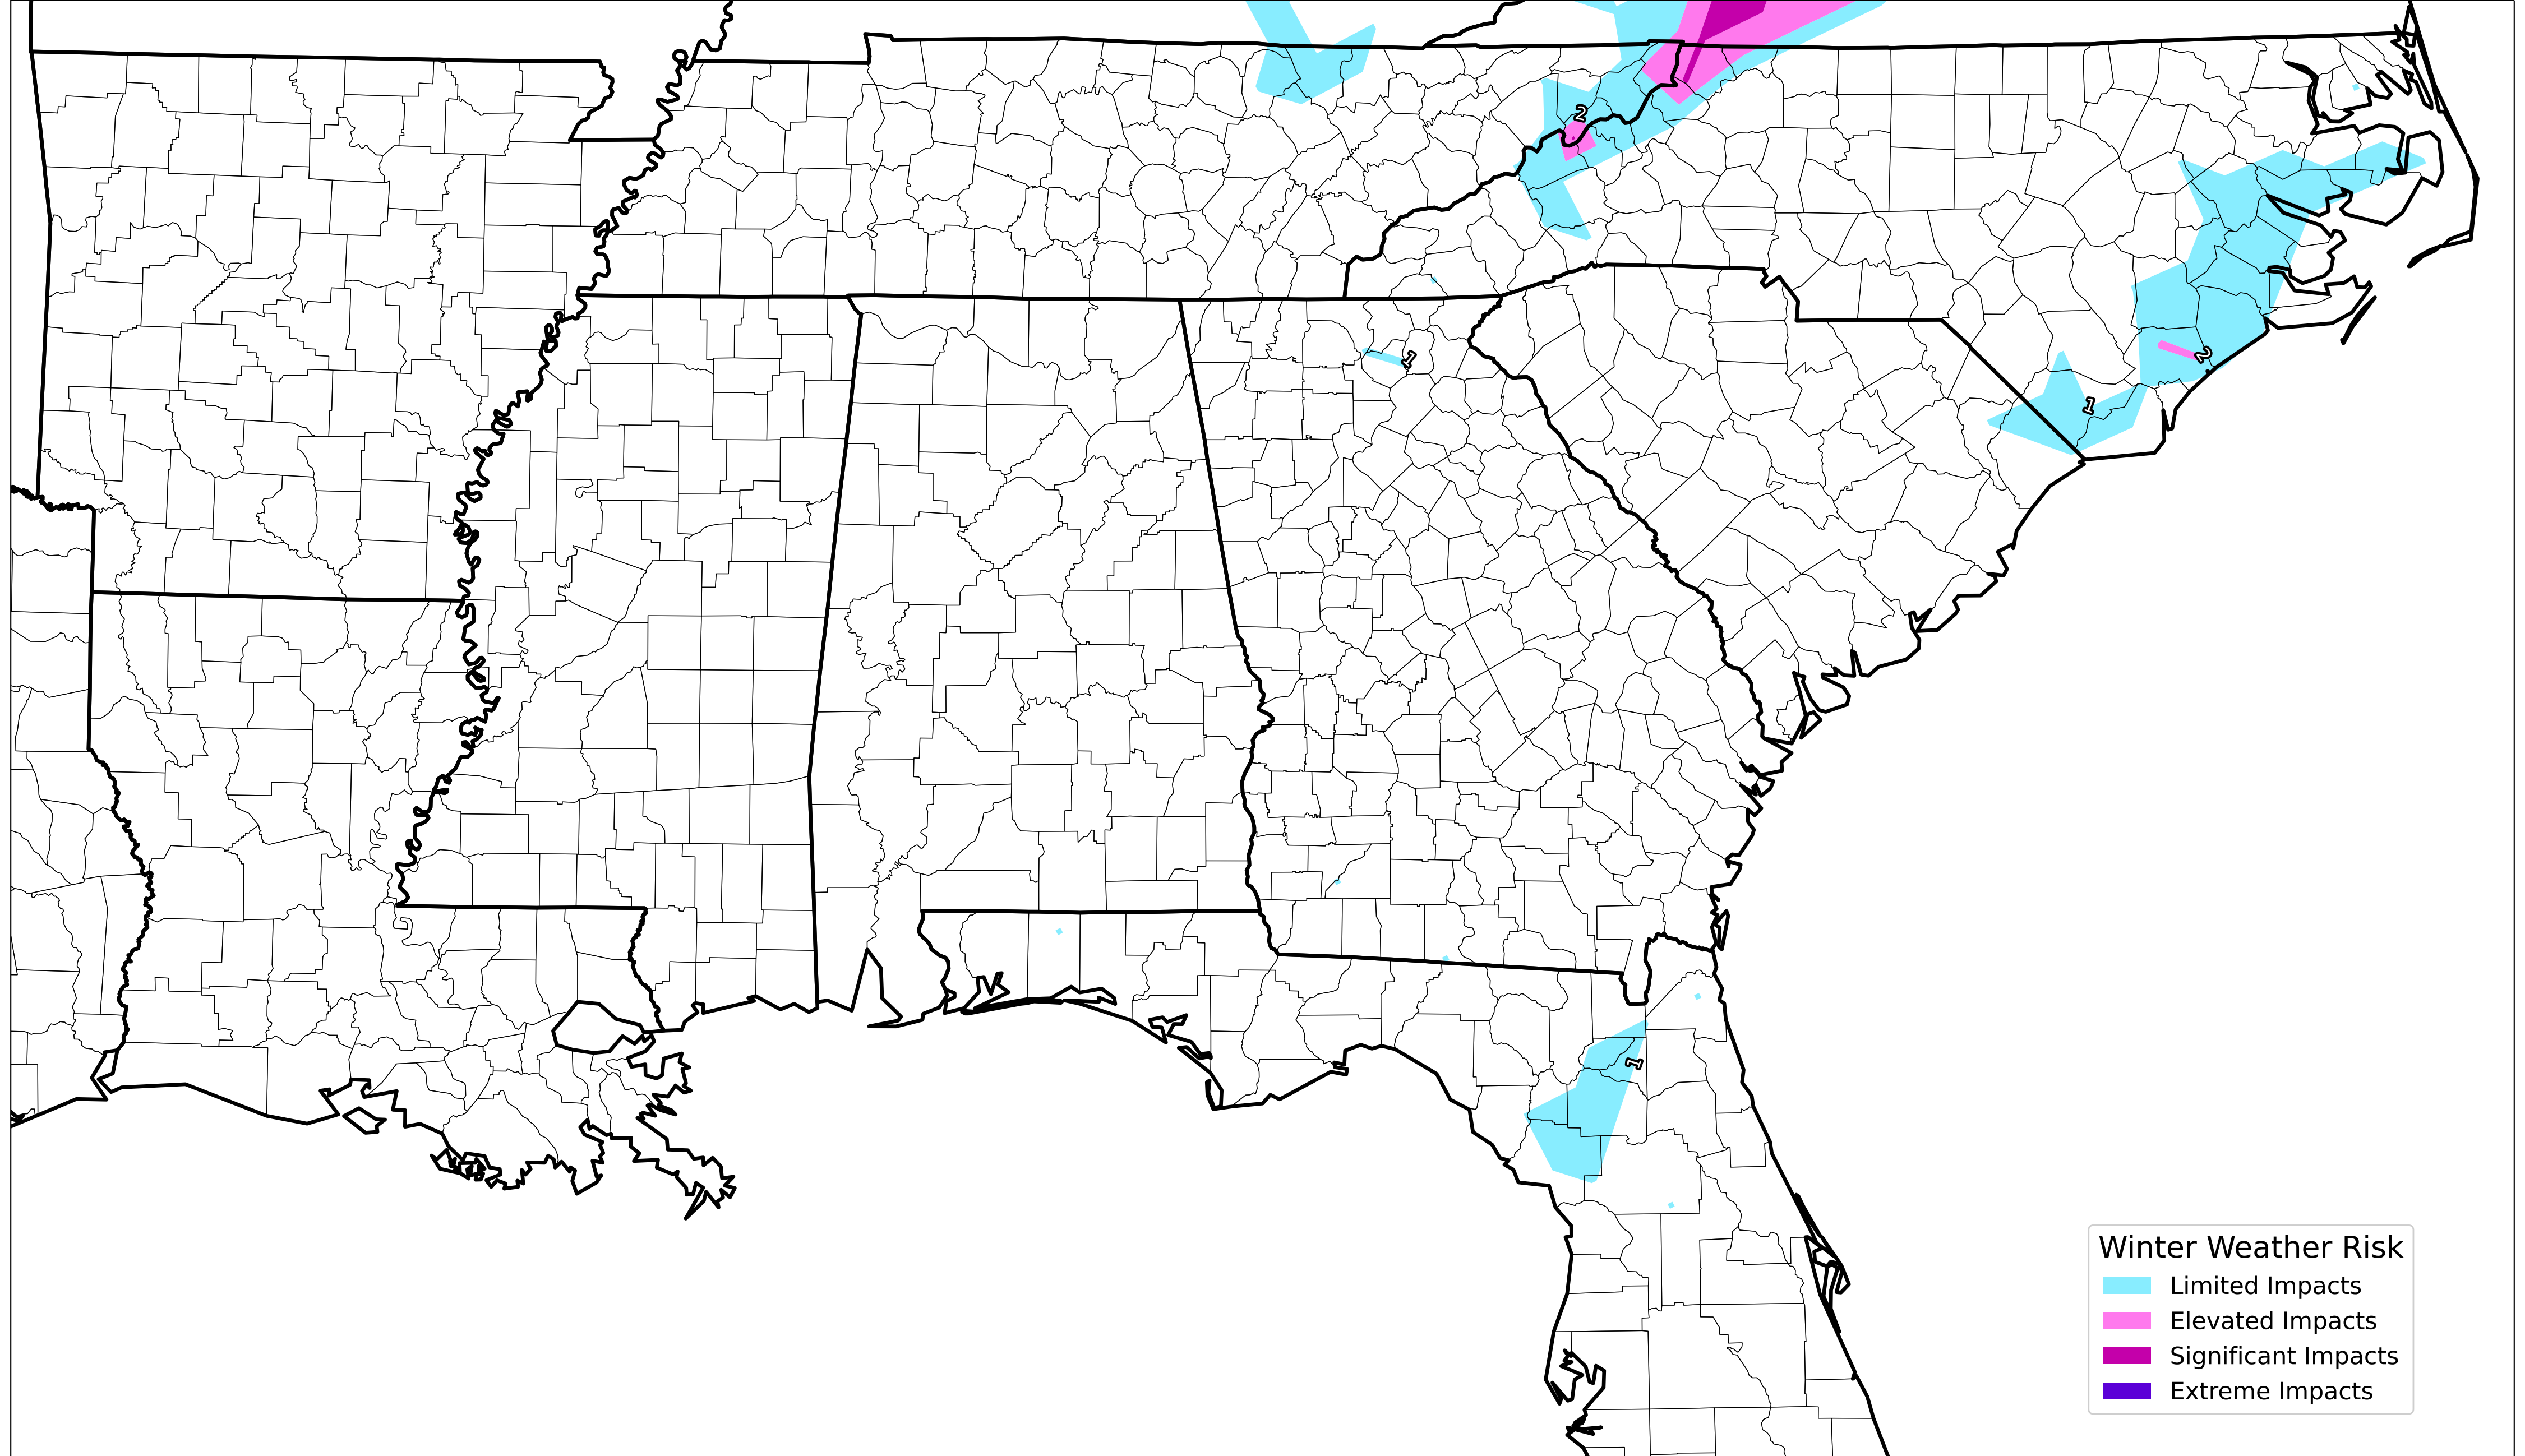 2
2
1
1
1
Winter Weather Risk
Limited Impacts
Elevated Impacts
Significant Impacts
Extreme Impacts